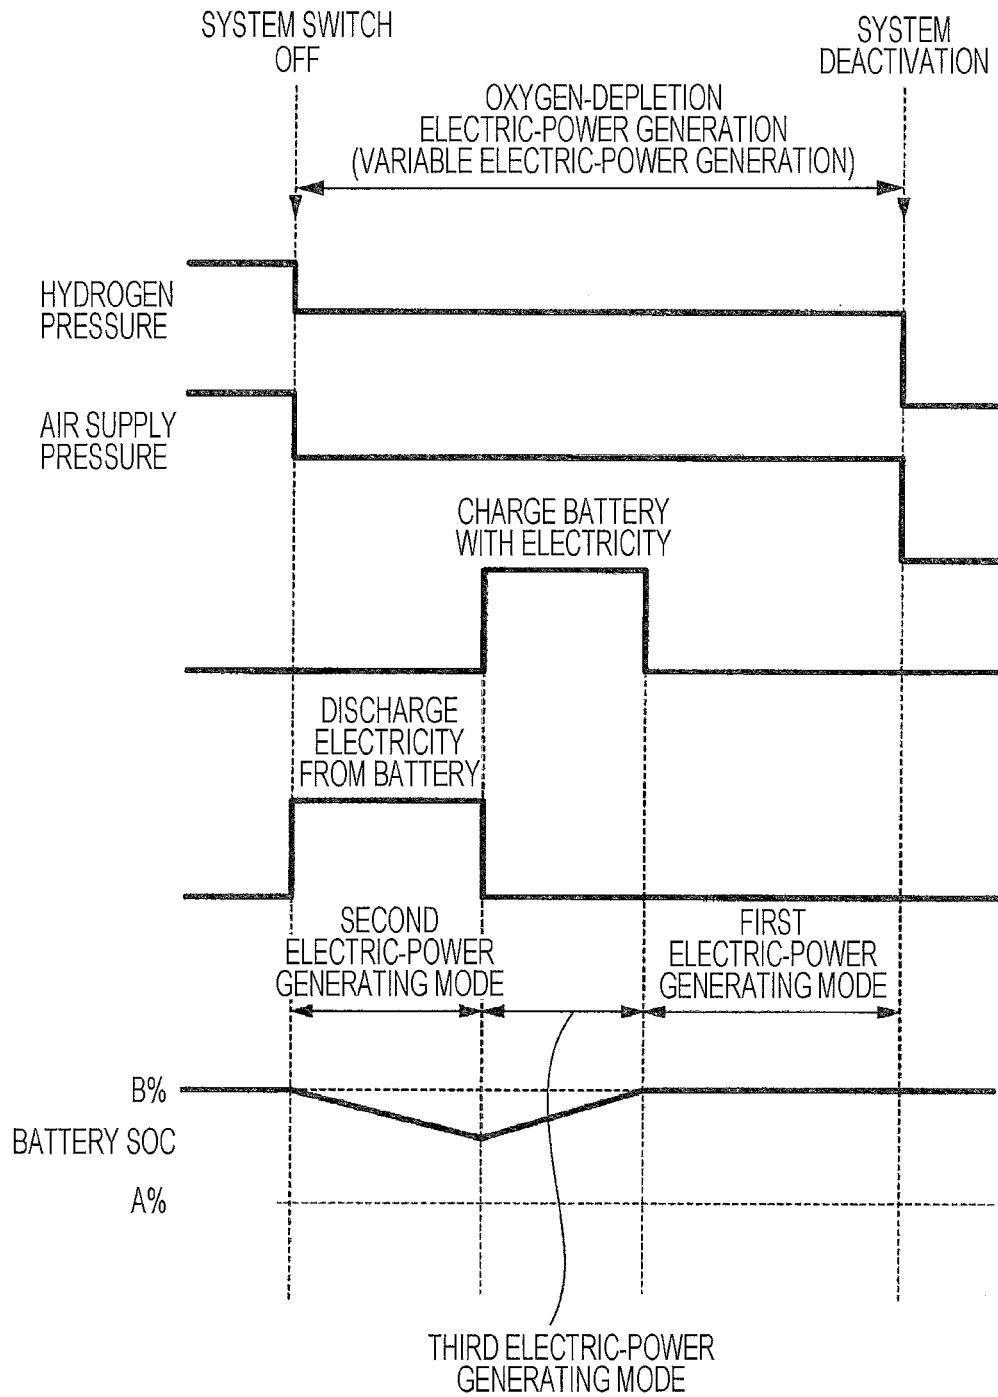 SYSTEM SWITCH
OFF
SYSTEM
DEACTIVATION
OXYGEN-DEPLETION
ELECTRIC-POWER GENERATION
(VARIABLE ELECTRIC-POWER GENERATION)
HYDROGEN
PRESSURE
AIR SUPPLY
PRESSURE
CHARGE BATTERY
WITH ELECTRICITY
DISCHARGE
ELECTRICITY
FROM BATTERY
SECOND
ELECTRIC-POWER
GENERATING MODE
FIRST
ELECTRIC-POWER
GENERATING MODE
B%
BATTERY SOC
A%
THIRD ELECTRIC-POWER
GENERATING MODE